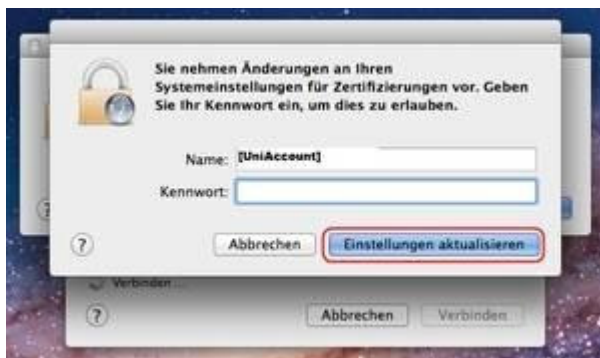 Sie nehmen Änderungen an Ihren
Systemeinstellungen für Zertifizierungen vor. Geben
Sie Ihr Kennwort ein, um dies zu erlauben.
Name: [UniAccount]
Kennwort:
? Abbrechen Einstellungen aktualisieren
Verbinden ...
? Abbrechen Verbinden